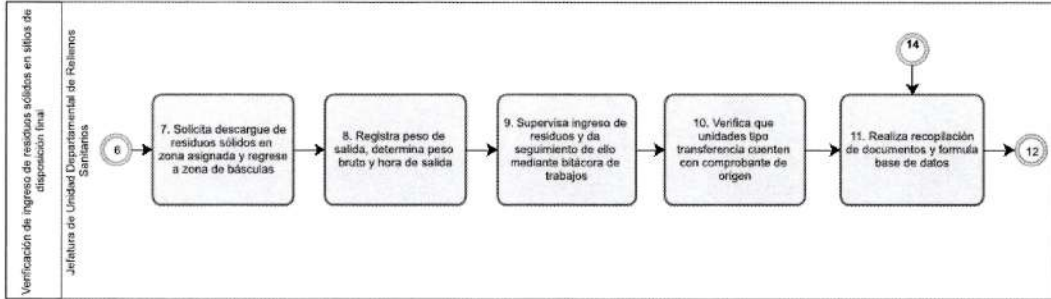 Verificación de ingreso de residuos sólidos en sitios de
disposición final
Jefatura de Unidad Departamental de Rellenos
Sanitarios
6
7. Solicita descargue de
residuos sólidos en
zona asignada y regrese
a zona de básculas
8. Registra peso de
salida, determina peso
bruto y hora de salida
9. Supervisa ingreso de
residuos y da
seguimiento de ello
mediante bitácora de
trabajos
10. Verifica que
unidades tipo
transferencia cuenten
con comprobante de
origen
14
11. Realiza recopilación
de documentos y formula
base de datos
12